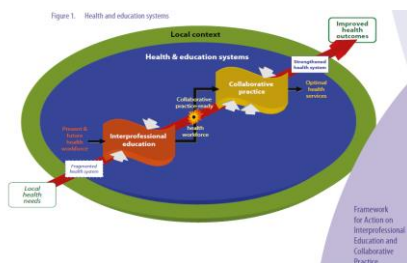 Figure 1. Health and education systems
Local context
Health & education systems
Improved
health
outcomes
Strengthened
health system
Collaborative
practice
Optimal
health
services
Collaborative
practice-ready
health
workforce
Interprofessional
education
Present &
future
health
workforce
Fragmented
health system
Local
health
needs
Framework
for Action on
Interprofessional
Education and
Collaborative
Practice